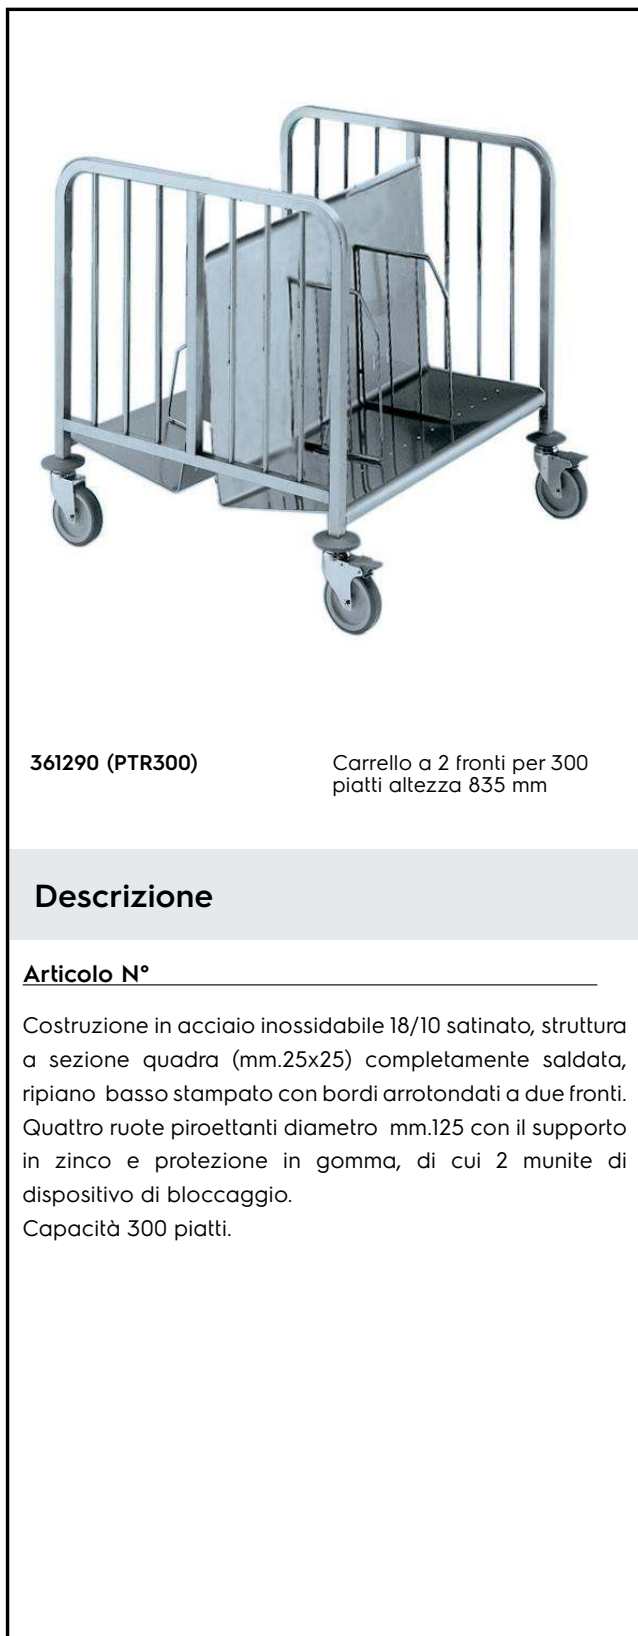 361290 (PTR300)
Carrello a 2 fronti per 300
piatti altezza 835 mm
Descrizione
Articolo N°
Costruzione in acciaio inossidabile 18/10 satinato, struttura
a sezione quadra (mm.25x25) completamente saldata,
ripiano basso stampato con bordi arrotondati a due fronti.
Quattro ruote piroettanti diametro mm.125 con il supporto
in zinco e protezione in gomma, di cui 2 munite di
dispositivo di bloccaggio.
Capacità 300 piatti.